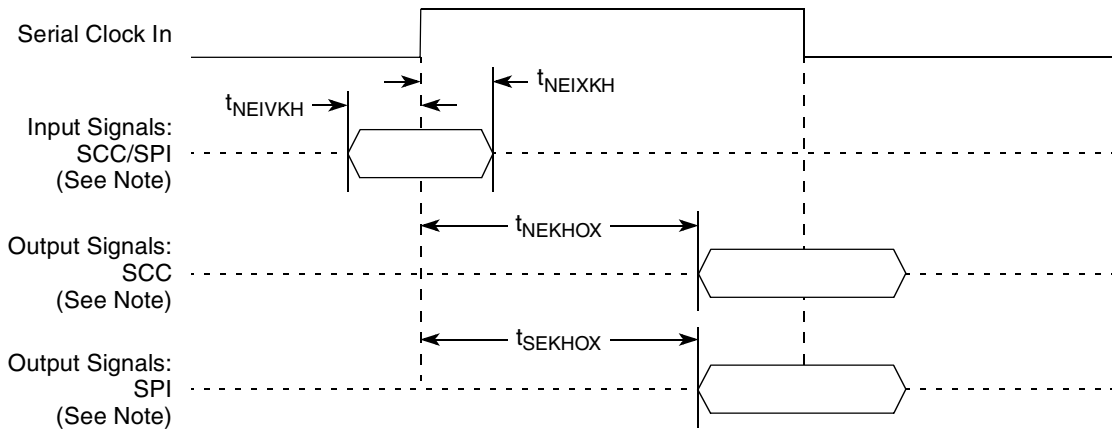 Serial Clock In
tNEIXKH
tNEIVKH
Input Signals:
SCC/SPI
(See Note)
tNEKHOX
Output Signals:
SCC
(See Note)
tSEKHOX
Output Signals:
SPI
(See Note)